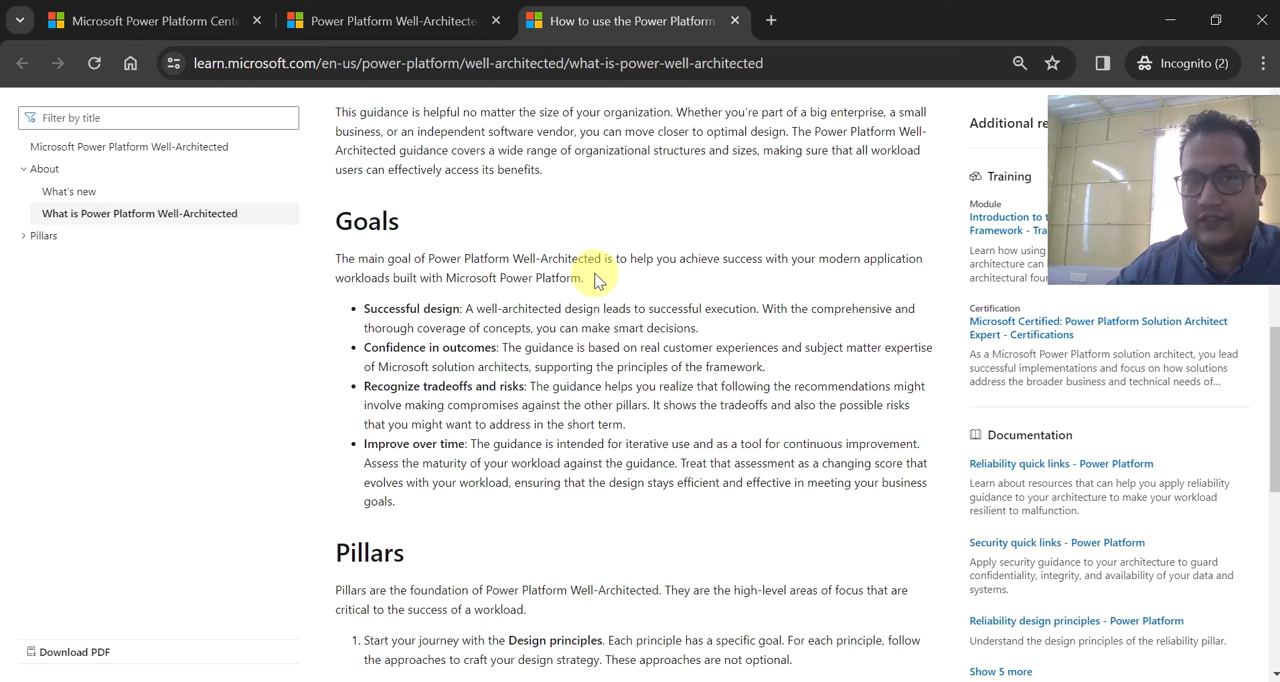 Microsoft Power Platform Cente
Power Platform Well-Architecte
How to use the Power Platform
learn.microsoft.com/en-us/power-platform/well-architected/what-is-power-well-architected
Incognito (2)
Filter by title
Microsoft Power Platform Well-Architected
About
What's new
What is Power Platform Well-Architected
Pillars
Download PDF
This guidance is helpful no matter the size of your organization. Whether you're part of a big enterprise, a small
business, or an independent software vendor, you can move closer to optimal design. The Power Platform Well-
Architected guidance covers a wide range of organizational structures and sizes, making sure that all workload
users can effectively access its benefits.
Goals
The main goal of Power Platform Well-Architected is to help you achieve success with your modern application
workloads built with Microsoft Power Platform.
• Successful design: A well-architected design leads to successful execution. With the comprehensive and
thorough coverage of concepts, you can make smart decisions.
• Confidence in outcomes: The guidance is based on real customer experiences and subject matter expertise
of Microsoft solution architects, supporting the principles of the framework.
• Recognize tradeoffs and risks: The guidance helps you realize that following the recommendations might
involve making compromises against the other pillars. It shows the tradeoffs and also the possible risks
that you might want to address in the short term.
• Improve over time: The guidance is intended for iterative use and as a tool for continuous improvement.
Assess the maturity of your workload against the guidance. Treat that assessment as a changing score that
evolves with your workload, ensuring that the design stays efficient and effective in meeting your business
goals.
Pillars
Pillars are the foundation of Power Platform Well-Architected. They are the high-level areas of focus that are
critical to the success of a workload.
1. Start your journey with the Design principles. Each principle has a specific goal. For each principle, follow
the approaches to craft your design strategy. These approaches are not optional.
Additional re
Training
Module
Introduction to t
Framework - Tra
Learn how using
architecture can
architectural fou
Certification
Microsoft Certified: Power Platform Solution Architect
Expert - Certifications
As a Microsoft Power Platform solution architect, you lead
successful implementations and focus on how solutions
address the broader business and technical needs of...
Documentation
Reliability quick links - Power Platform
Learn about resources that can help you apply reliability
guidance to your architecture to make your workload
resilient to malfunction.
Security quick links - Power Platform
Apply security guidance to your architecture to guard
confidentiality, integrity, and availability of your data and
systems.
Reliability design principles - Power Platform
Understand the design principles of the reliability pillar.
Show 5 more